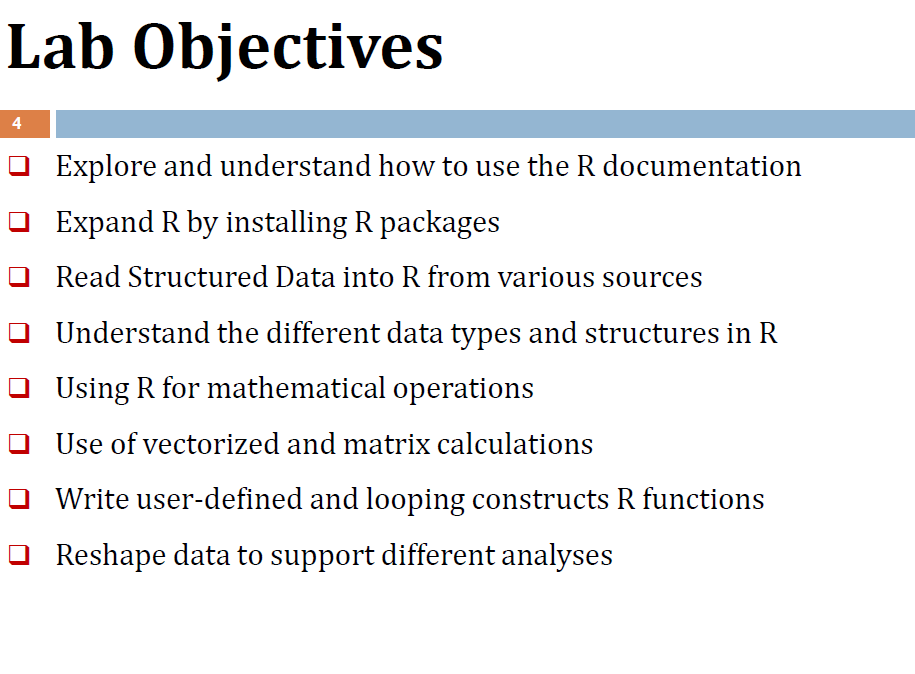 Lab Objectives
4
Explore and understand how to use the R documentation
Expand R by installing R packages
Read Structured Data into R from various sources
Understand the different data types and structures in R
Using R for mathematical operations
Use of vectorized and matrix calculations
Write user-defined and looping constructs R functions
Reshape data to support different analyses